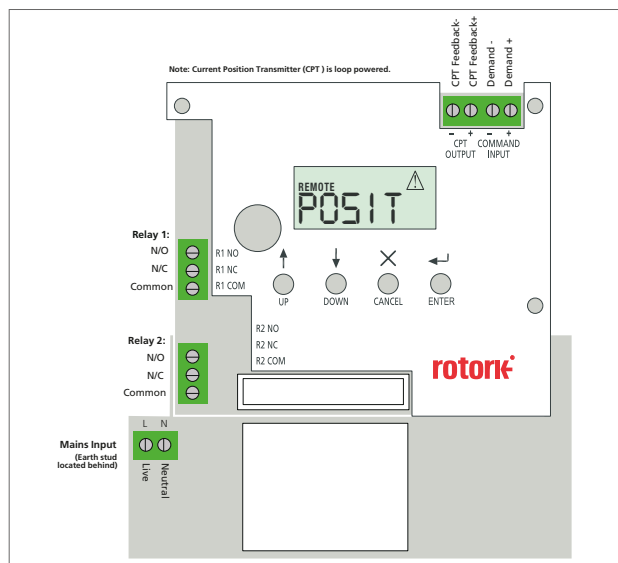 Note: Current Position Transmitter (CPT ) is loop powered.
CPT Feedback-
CPT Feedback+
Demand -
Demand +
– + – +
CPT OUTPUT
COMMAND INPUT
REMOTE
POSIT
UP
DOWN
CANCEL
ENTER
Relay 1:
N/O R1 NO
N/C R1 NC
Common R1 COM
Relay 2:
N/O R2 NO
N/C R2 NC
Common R2 COM
rotork
L N
Mains Input
(Earth stud
located behind)
Live
Neutral